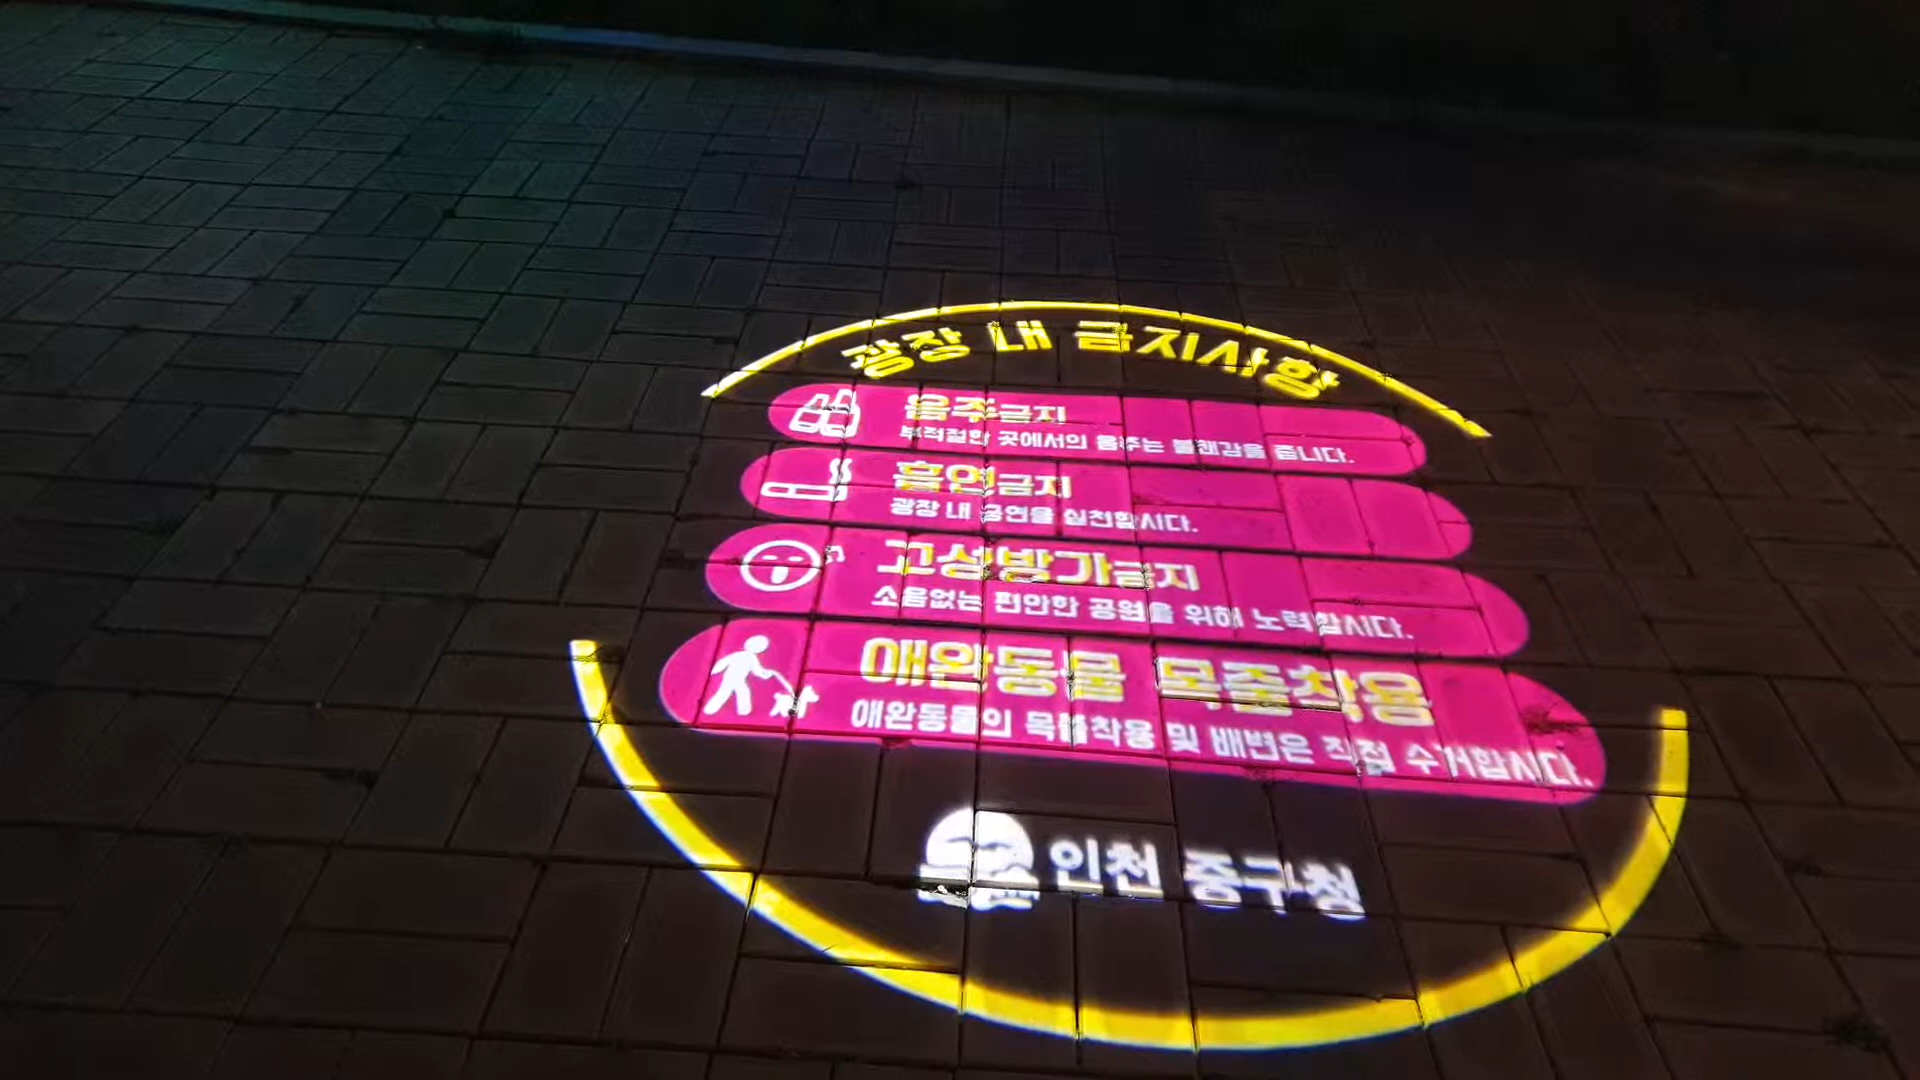 광장 내 금지사항
음주금지
부적절한 곳에서의 음주는 불쾌감을 줍니다.
흡연금지
광장 내 금연을 실천합시다.
고성방가금지
소음없는 편안한 공원을 위해 노력합시다.
애완동물 목줄착용
애완동물의 목줄착용 및 배변은 직접 수거합시다.
인천 중구청